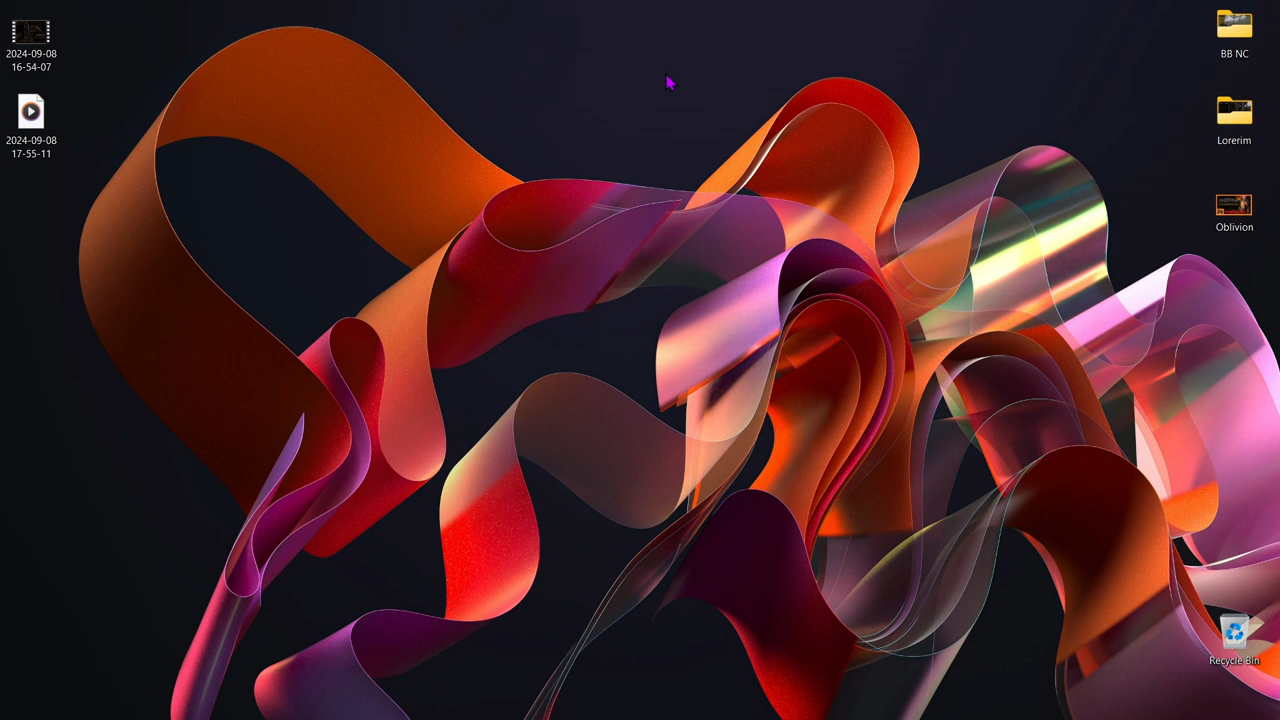 2024-09-08
16-54-07
2024-09-08
17-55-11
BB NC
Lorerim
Oblivion
Recycle Bin